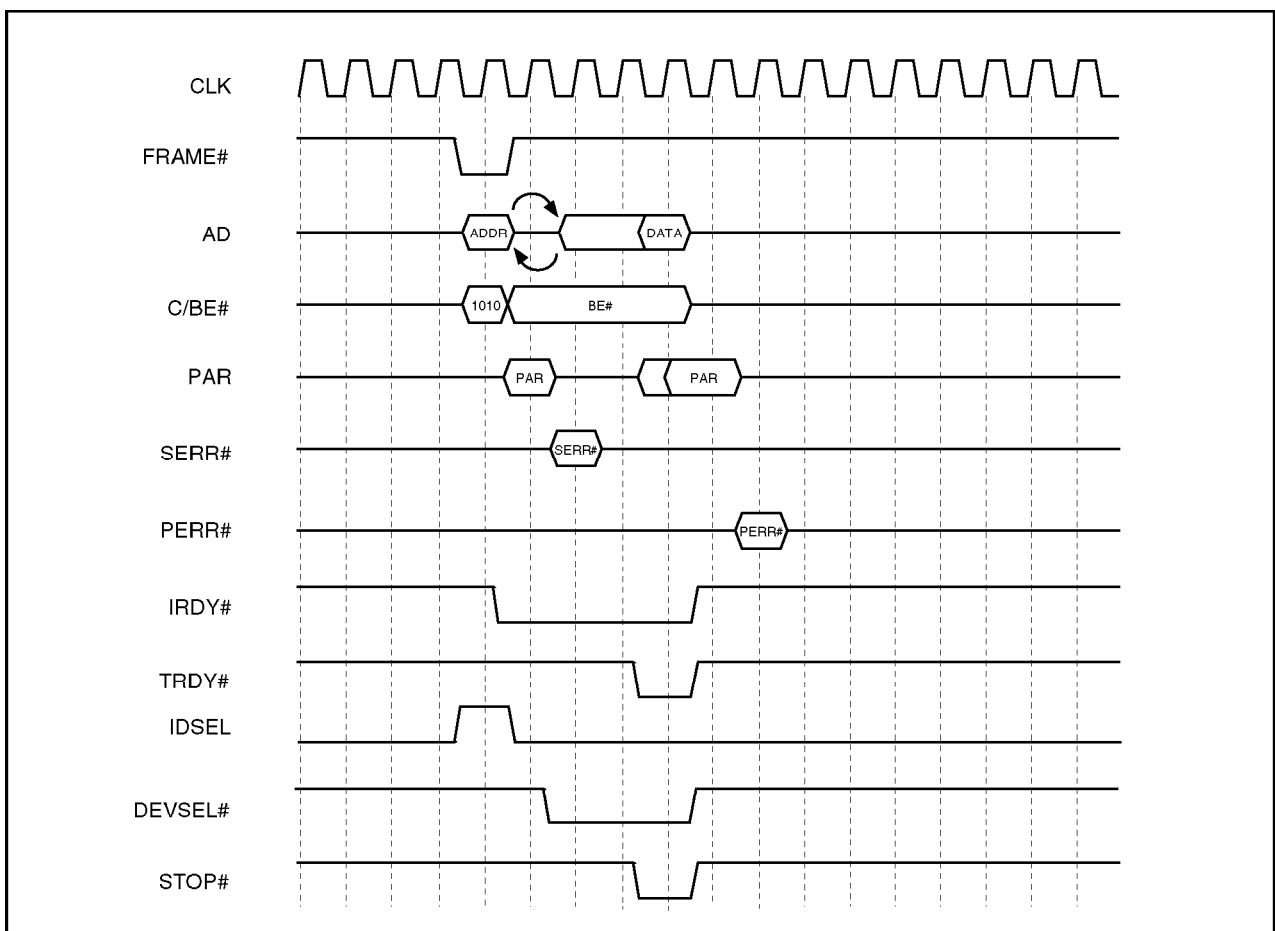 CLK
FRAME#
AD
ADDR
DATA
C/BE#
1010
BE#
PAR
PAR
PAR
SERR#
SERR#
PERR#
PERR#
IRDY#
TRDY#
IDSEL
DEVSEL#
STOP#